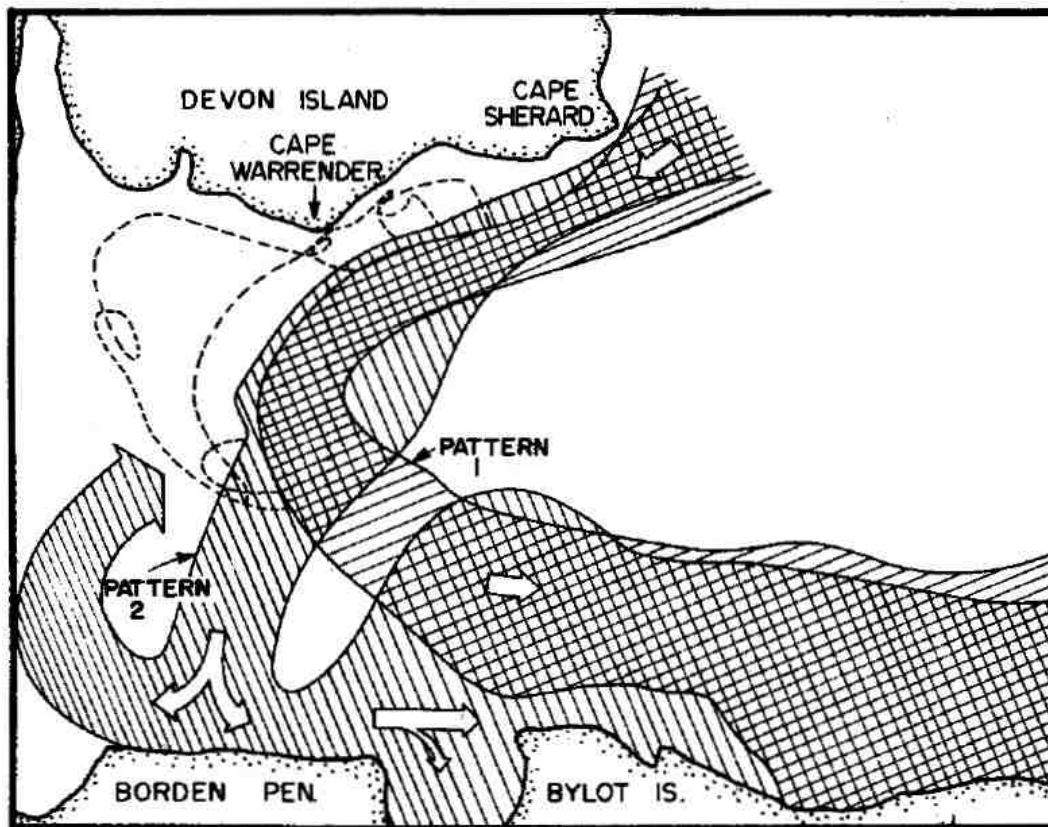 DEVON ISLAND
CAPE
SHERARD
CAPE
WARRENDER
PATTERN
1
PATTERN
2
BORDEN PEN.
BYLOT IS.